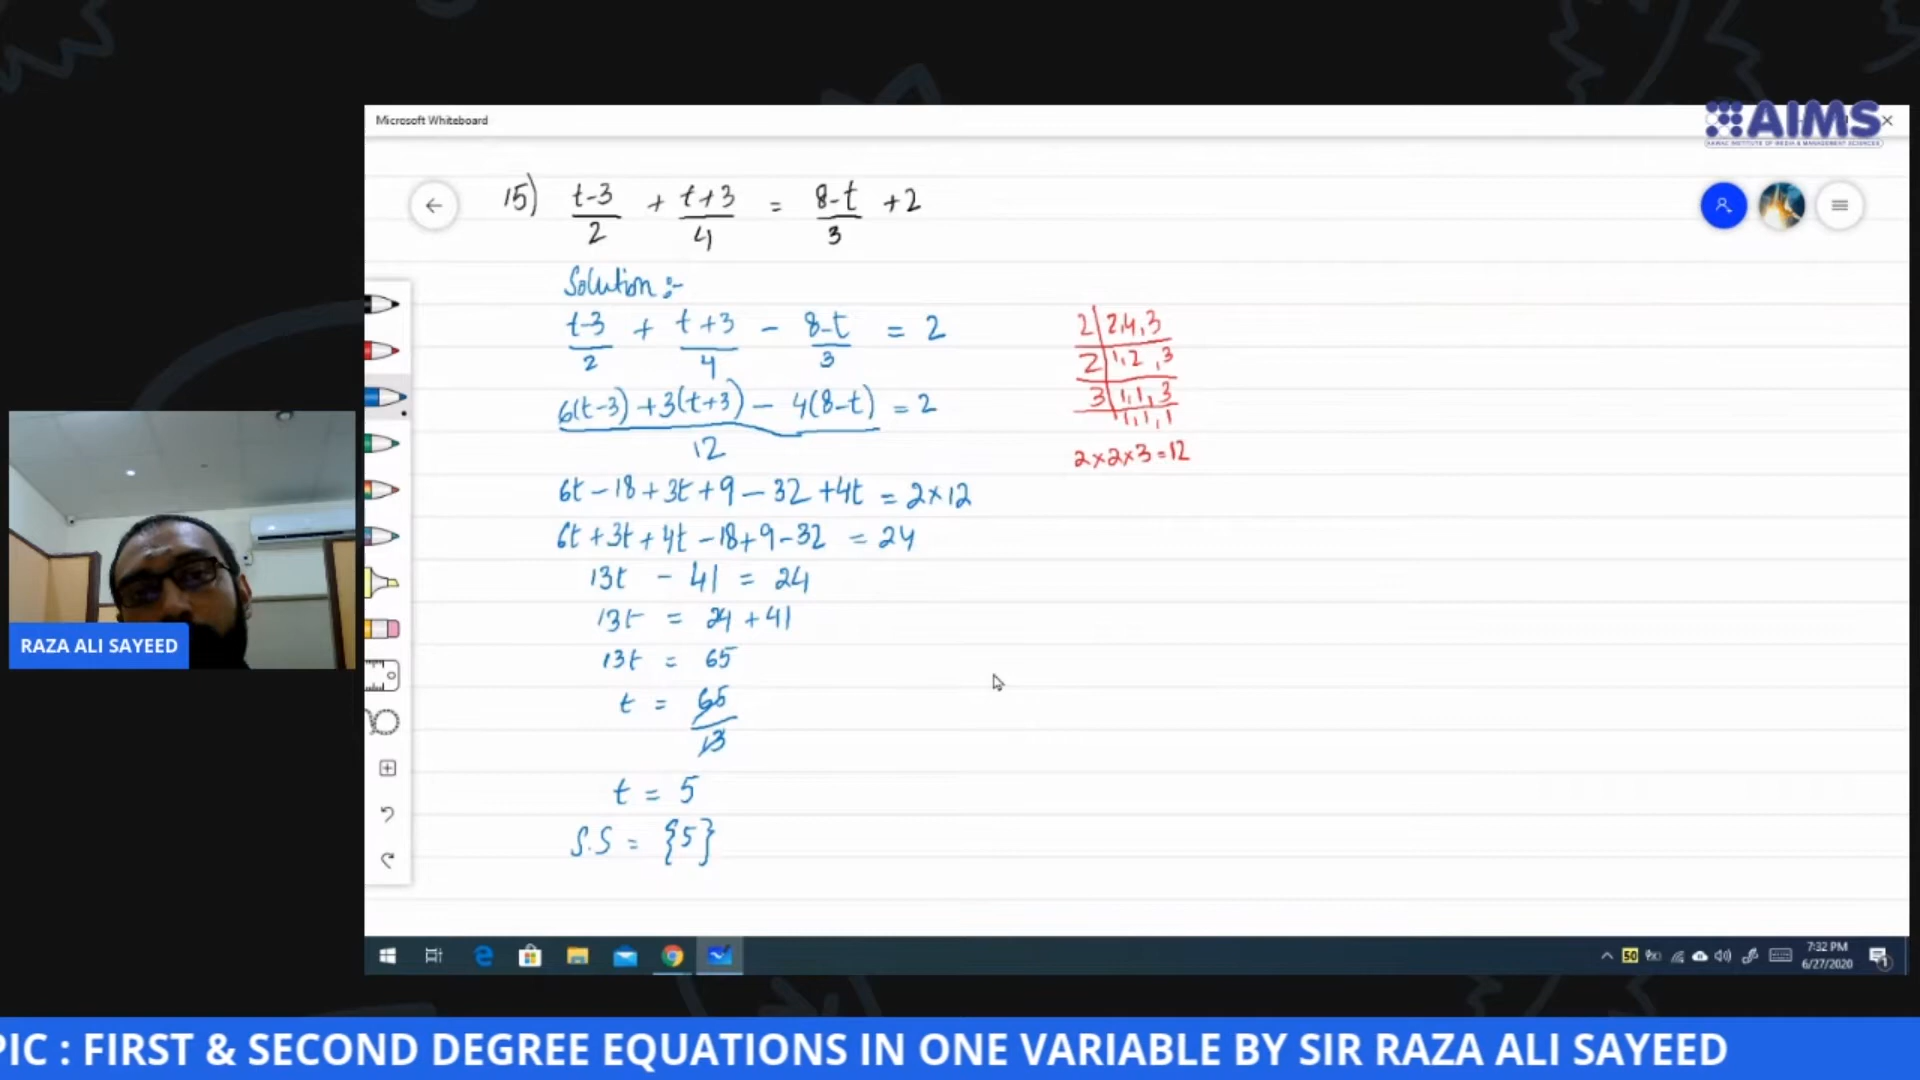 AIMS
Microsoft Whiteboard
15) t-3/2 + t+3/4 = 8-t/3 +2
Solution :-
t-3/2 + t+3/4 - 8-t/3 = 2
6(t-3) +3(t+3) - 4(8-t)/12 = 2
6t -18 +3t +9 - 32 +4t = 2×12
6t +3t +4t -18+9-32 = 24
13t - 41 = 24
13t = 24 +41
13t = 65
t = 65/13
t = 5
S.S = {5}
2| 2,4,3
2| 1,2,3
3| 1,1,3
1,1,1
2×2×3=12
RAZA ALI SAYEED
50
7:32 PM
6/27/2020
PIC : FIRST & SECOND DEGREE EQUATIONS IN ONE VARIABLE BY SIR RAZA ALI SAYEED